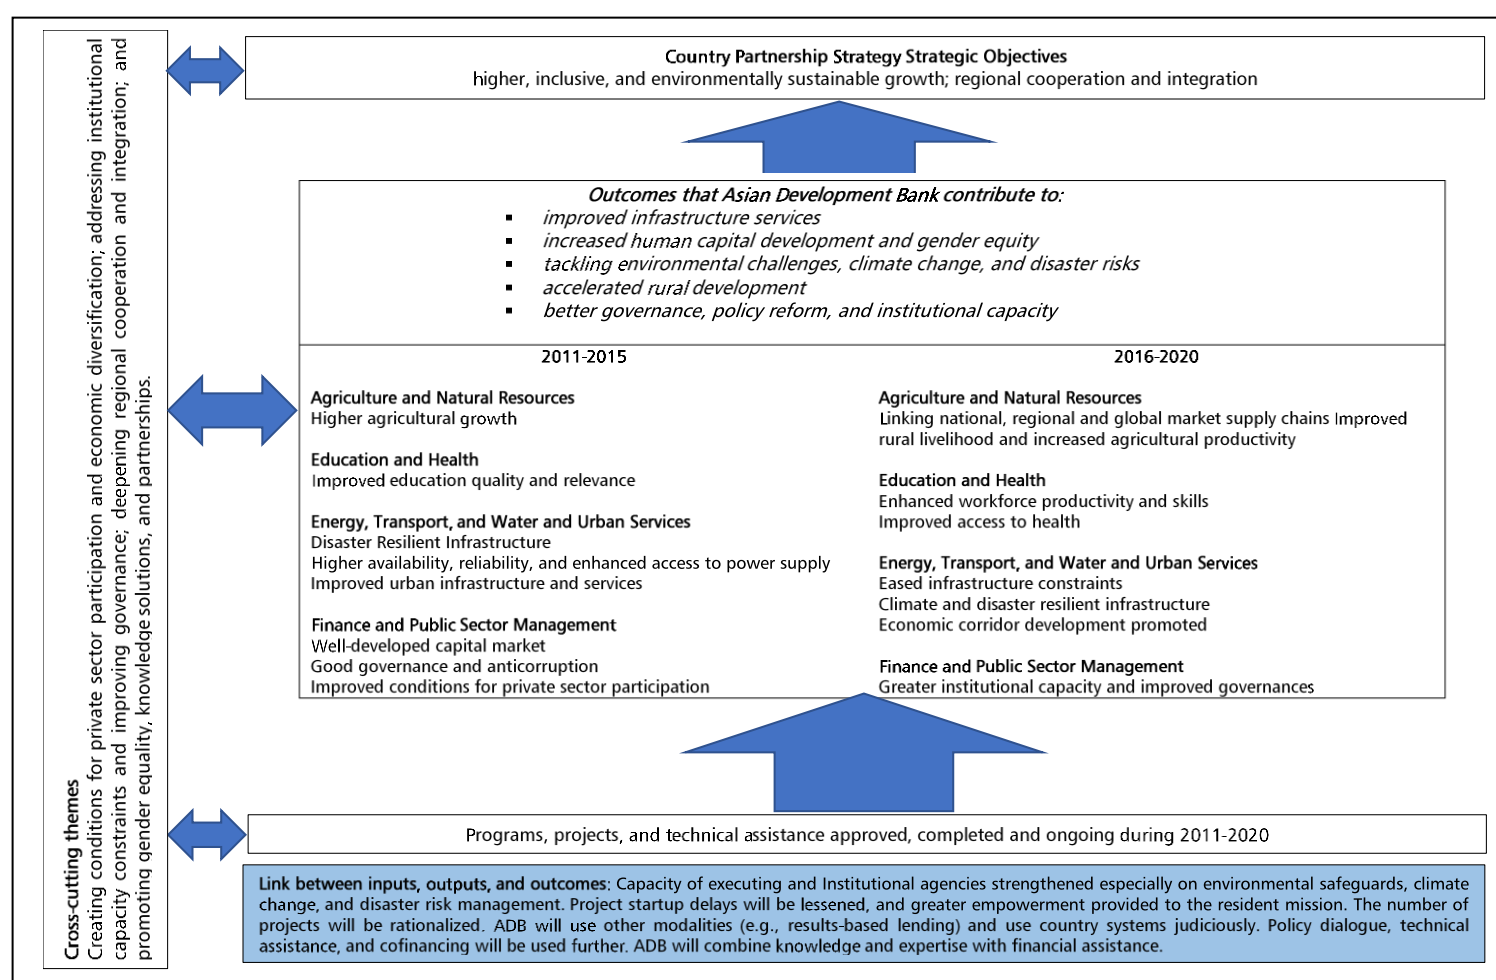 Cross-cutting themes
Creating conditions for private sector participation and economic diversification; addressing institutional
capacity constraints and improving governance; deepening regional cooperation and integration; and
promoting gender equality, knowledge solutions, and partnerships.
Country Partnership Strategy Strategic Objectives
higher, inclusive, and environmentally sustainable growth; regional cooperation and integration
Outcomes that Asian Development Bank contribute to:
▪ improved infrastructure services
▪ increased human capital development and gender equity
▪ tackling environmental challenges, climate change, and disaster risks
▪ accelerated rural development
▪ better governance, policy reform, and institutional capacity
2011-2015
Agriculture and Natural Resources
Higher agricultural growth
Education and Health
Improved education quality and relevance
Energy, Transport, and Water and Urban Services
Disaster Resilient Infrastructure
Higher availability, reliability, and enhanced access to power supply
Improved urban infrastructure and services
Finance and Public Sector Management
Well-developed capital market
Good governance and anticorruption
Improved conditions for private sector participation
2016-2020
Agriculture and Natural Resources
Linking national, regional and global market supply chains Improved
rural livelihood and increased agricultural productivity
Education and Health
Enhanced workforce productivity and skills
Improved access to health
Energy, Transport, and Water and Urban Services
Eased infrastructure constraints
Climate and disaster resilient infrastructure
Economic corridor development promoted
Finance and Public Sector Management
Greater institutional capacity and improved governances
Programs, projects, and technical assistance approved, completed and ongoing during 2011-2020
Link between inputs, outputs, and outcomes: Capacity of executing and Institutional agencies strengthened especially on environmental safeguards, climate
change, and disaster risk management. Project startup delays will be lessened, and greater empowerment provided to the resident mission. The number of
projects will be rationalized. ADB will use other modalities (e.g., results-based lending) and use country systems judiciously. Policy dialogue, technical
assistance, and cofinancing will be used further. ADB will combine knowledge and expertise with financial assistance.